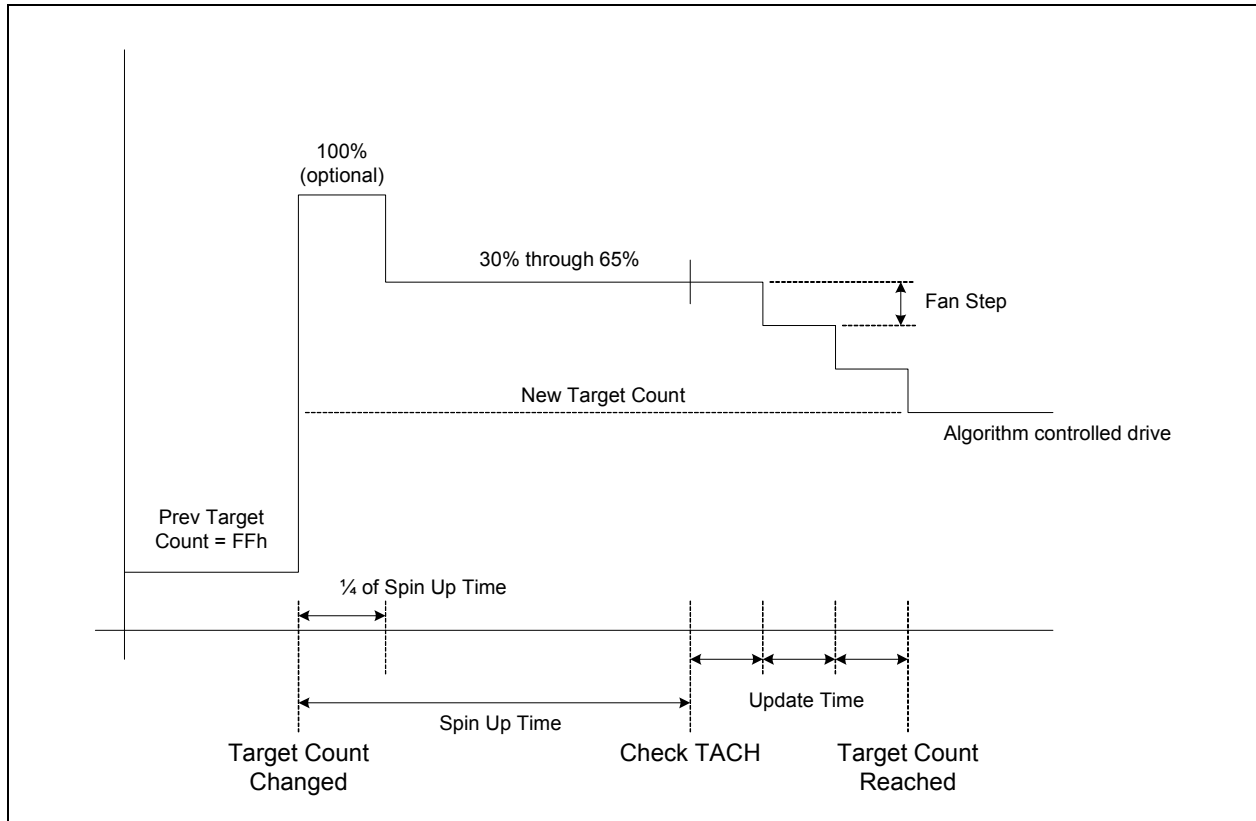 100%
(optional)
30% through 65%
Fan Step
New Target Count
Algorithm controlled drive
Prev Target
Count = FFh
¼ of Spin Up Time
Update Time
Spin Up Time
Target Count
Changed
Check TACH
Target Count
Reached